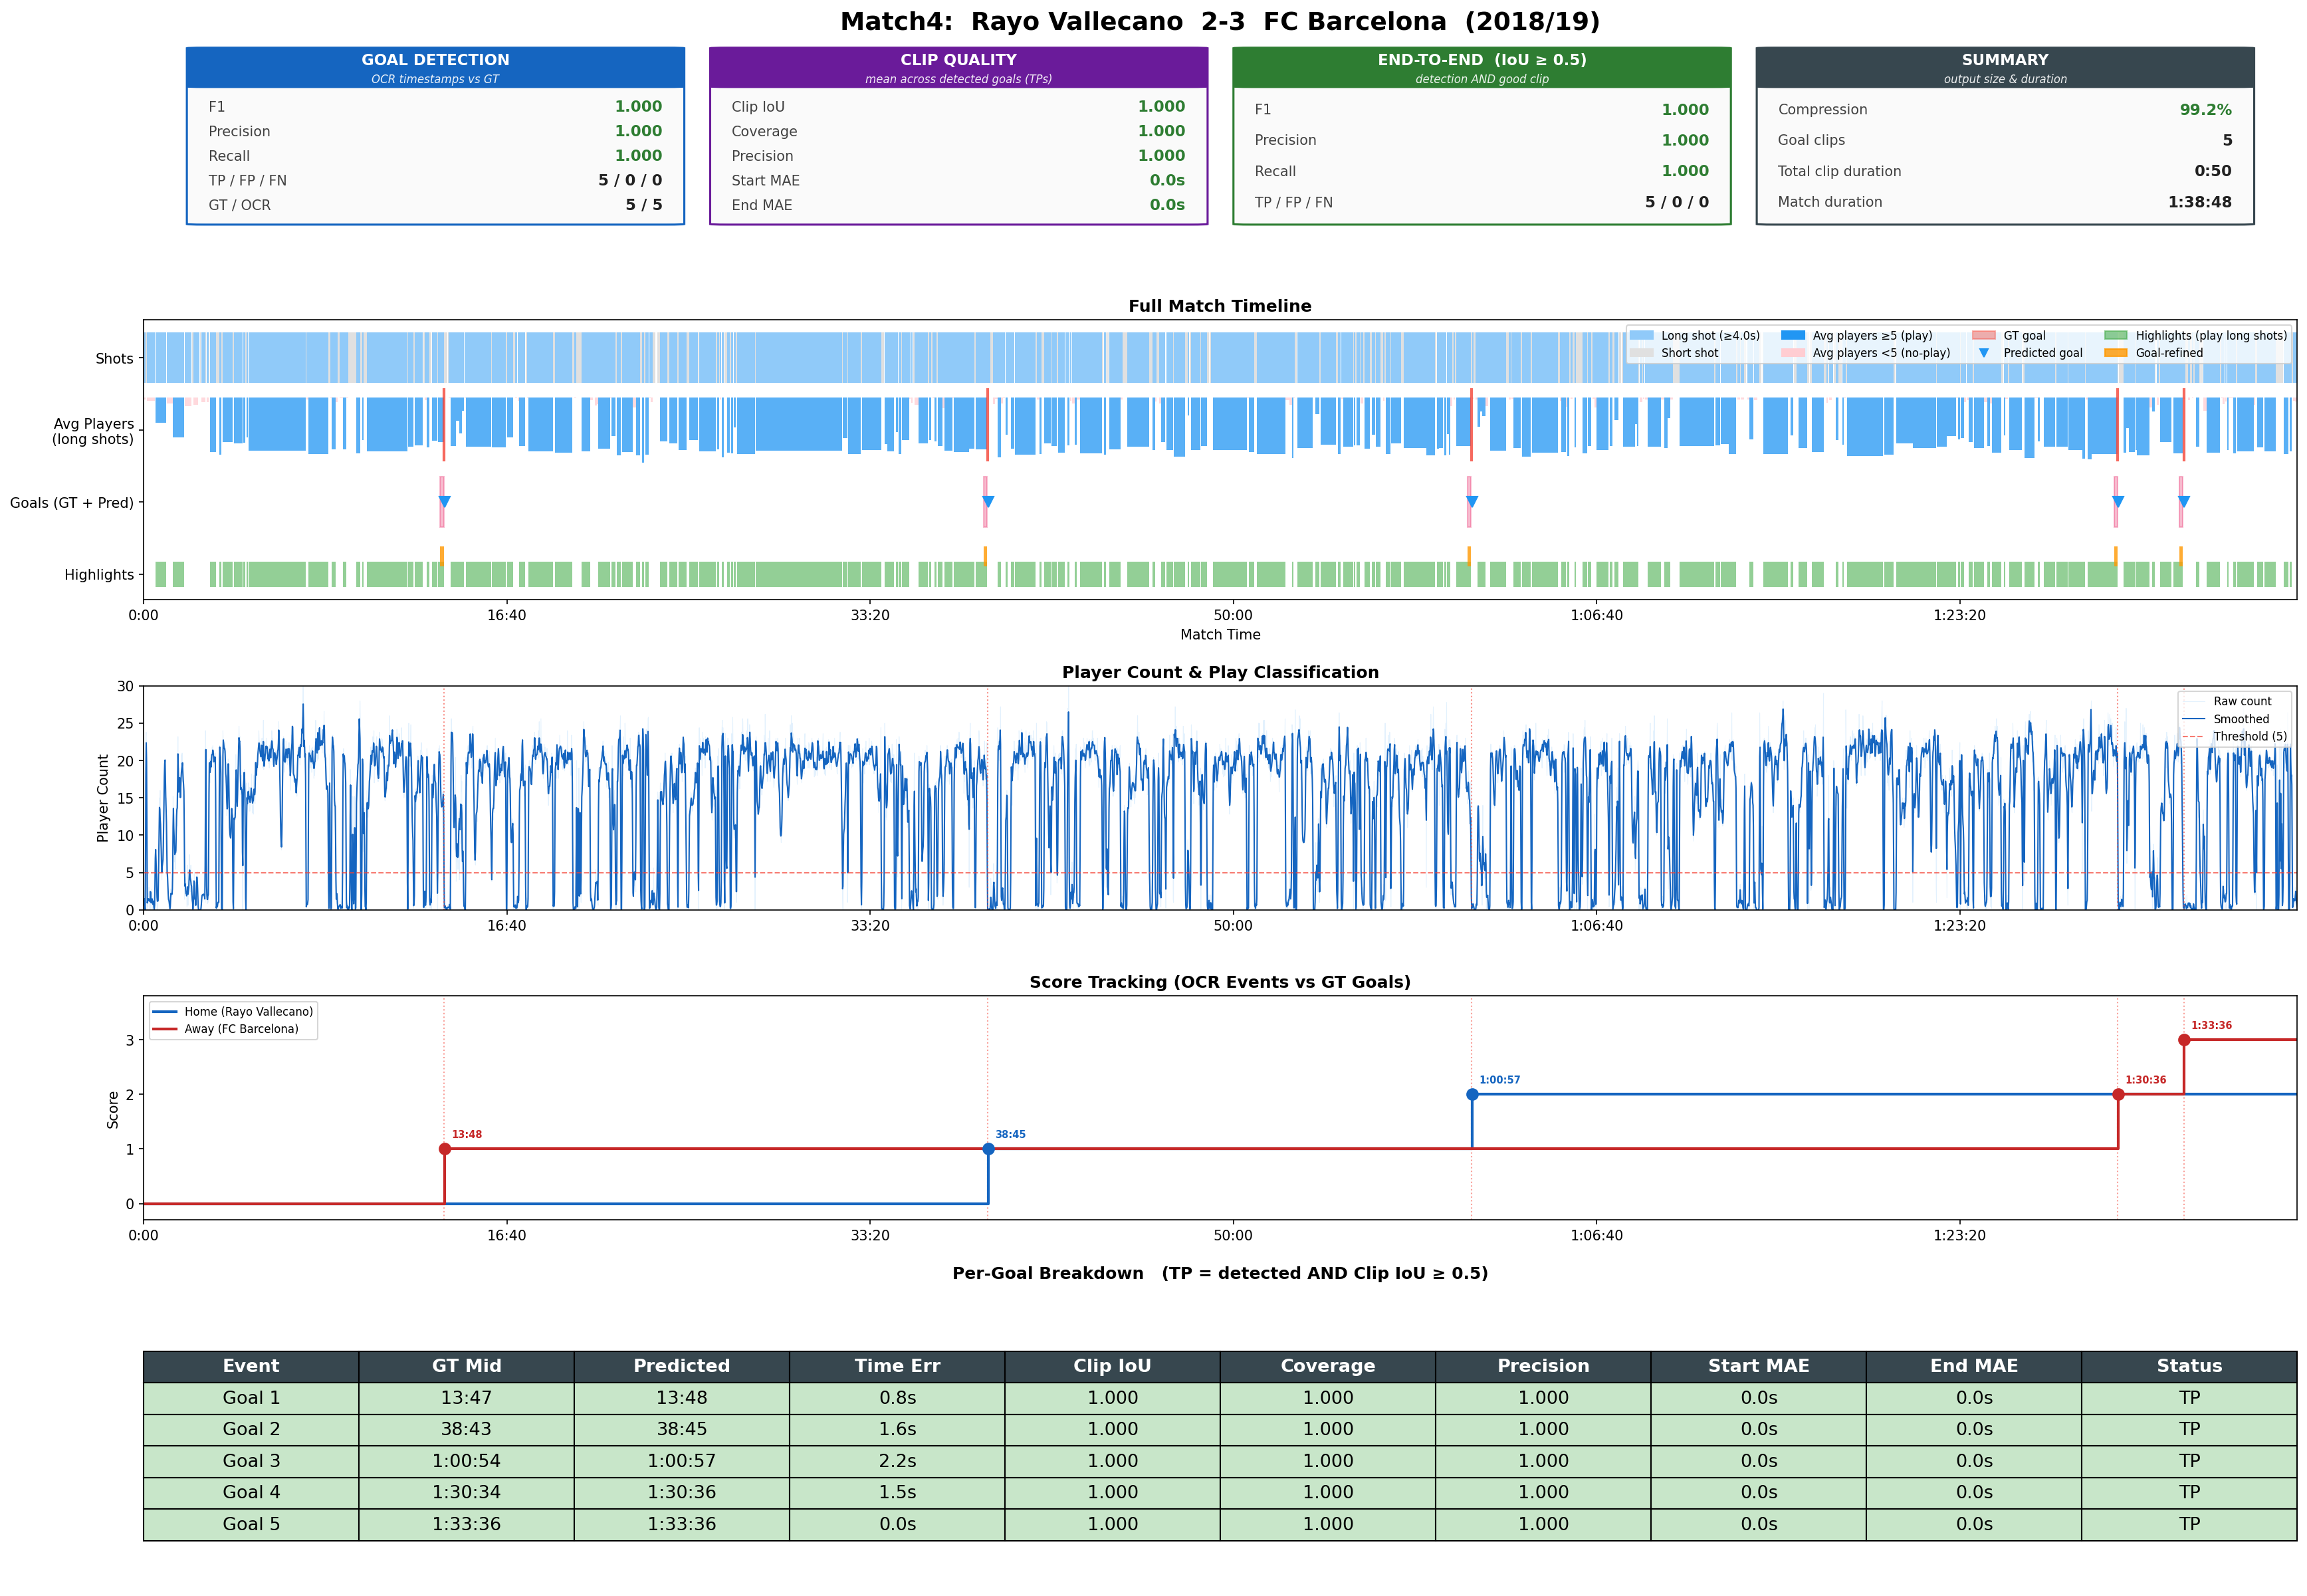 Match4:  Rayo Vallecano  2-3  FC Barcelona  (2018/19)
GOAL DETECTION
OCR timestamps vs GT
F1 1.000
Precision 1.000
Recall 1.000
TP / FP / FN 5 / 0 / 0
GT / OCR 5 / 5
CLIP QUALITY
mean across detected goals (TPs)
Clip IoU 1.000
Coverage 1.000
Precision 1.000
Start MAE 0.0s
End MAE 0.0s
END-TO-END  (IoU ≥ 0.5)
detection AND good clip
F1 1.000
Precision 1.000
Recall 1.000
TP / FP / FN 5 / 0 / 0
SUMMARY
output size & duration
Compression 99.2%
Goal clips 5
Total clip duration 0:50
Match duration 1:38:48
Full Match Timeline
Long shot (≥4.0s)
Short shot
Avg players ≥5 (play)
Avg players <5 (no-play)
GT goal
Predicted goal
Highlights (play long shots)
Goal-refined
Shots
Avg Players
(long shots)
Goals (GT + Pred)
Highlights
0:00 16:40 33:20 50:00 1:06:40 1:23:20
Match Time
Player Count & Play Classification
Raw count
Smoothed
Threshold (5)
Player Count
30
25
20
15
10
5
0
0:00 16:40 33:20 50:00 1:06:40 1:23:20
Score Tracking (OCR Events vs GT Goals)
Home (Rayo Vallecano)
Away (FC Barcelona)
Score
3
2
1
0
13:48
38:45
1:00:57
1:30:36
1:33:36
0:00 16:40 33:20 50:00 1:06:40 1:23:20
Per-Goal Breakdown   (TP = detected AND Clip IoU ≥ 0.5)
Event GT Mid Predicted Time Err Clip IoU Coverage Precision Start MAE End MAE Status
Goal 1 13:47 13:48 0.8s 1.000 1.000 1.000 0.0s 0.0s TP
Goal 2 38:43 38:45 1.6s 1.000 1.000 1.000 0.0s 0.0s TP
Goal 3 1:00:54 1:00:57 2.2s 1.000 1.000 1.000 0.0s 0.0s TP
Goal 4 1:30:34 1:30:36 1.5s 1.000 1.000 1.000 0.0s 0.0s TP
Goal 5 1:33:36 1:33:36 0.0s 1.000 1.000 1.000 0.0s 0.0s TP